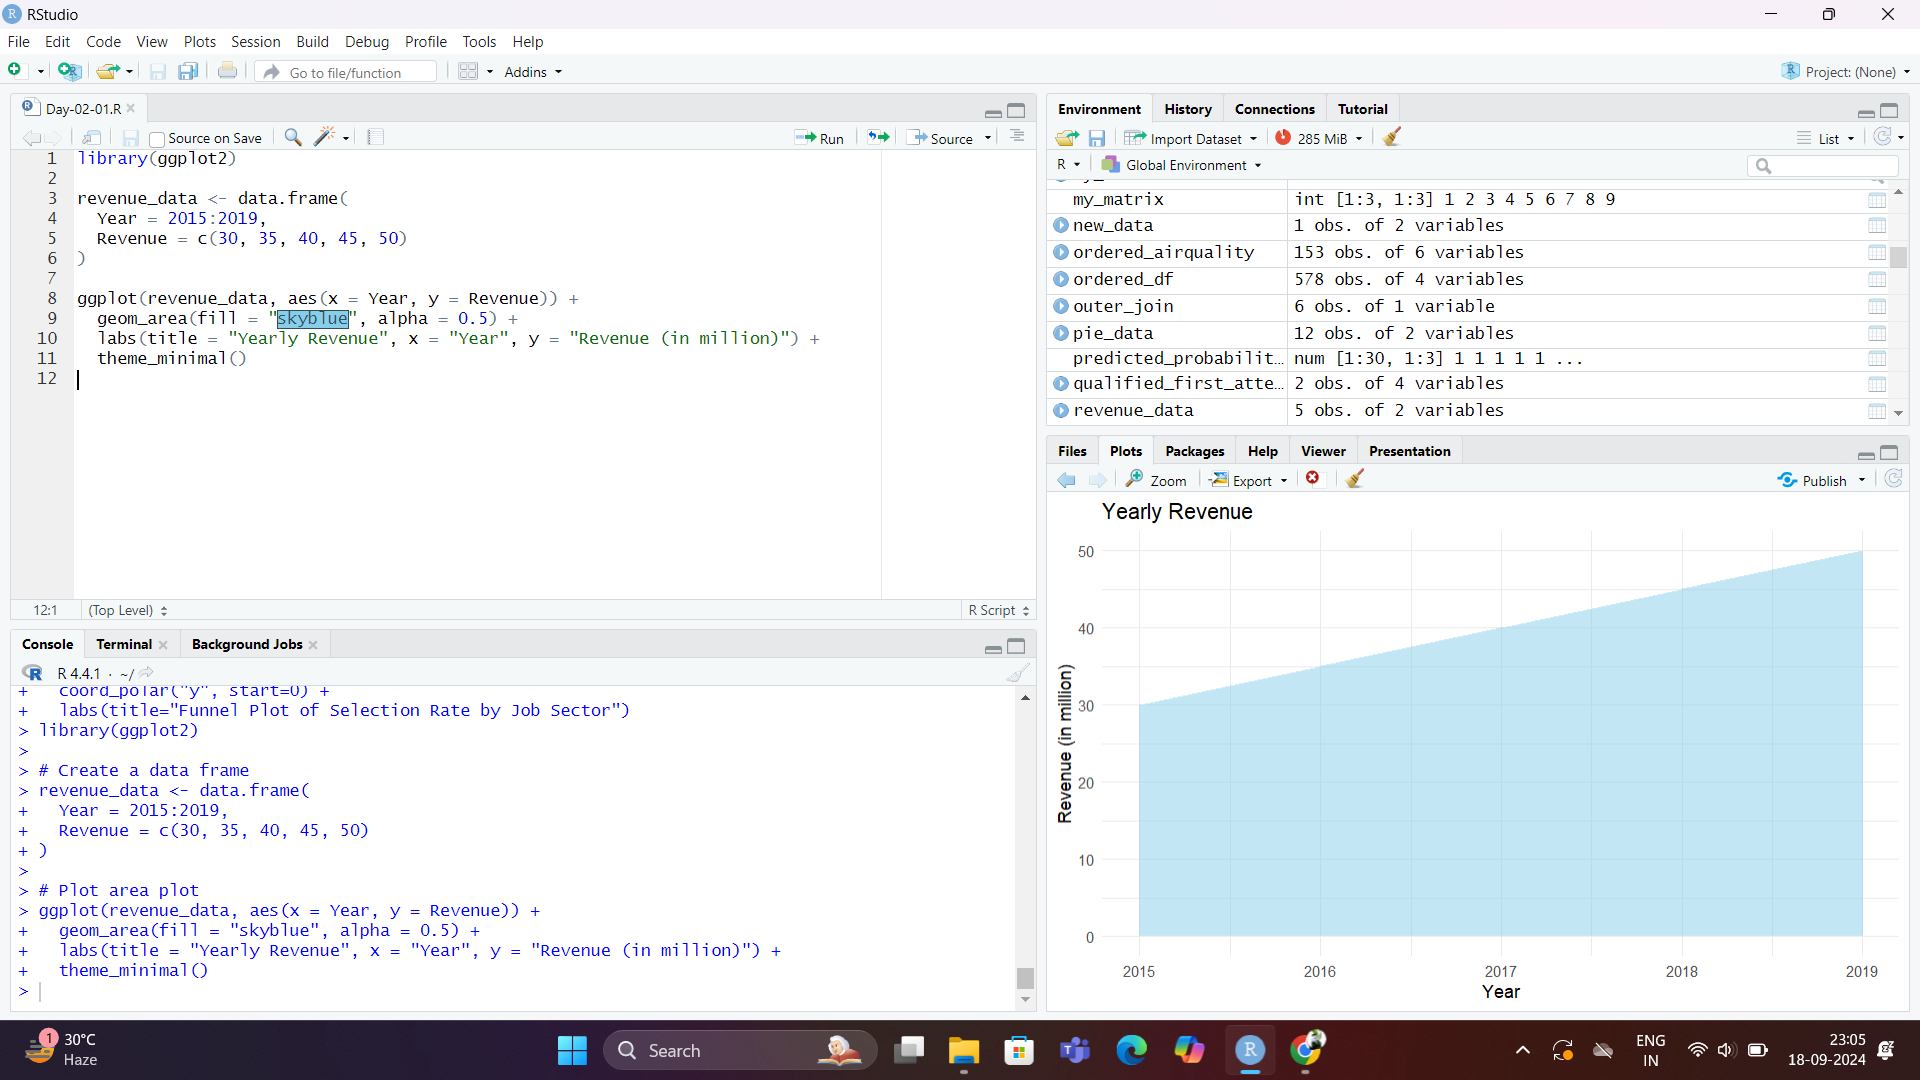 RStudio
File Edit Code View Plots Session Build Debug Profile Tools Help
Go to file/function Addins Project: (None)
Day-02-01.R
Source on Save Run Source
1 library(ggplot2)
2
3 revenue_data <- data.frame(
4 Year = 2015:2019,
5 Revenue = c(30, 35, 40, 45, 50)
6 )
7
8 ggplot(revenue_data, aes(x = Year, y = Revenue)) +
9 geom_area(fill = "skyblue", alpha = 0.5) +
10 labs(title = "Yearly Revenue", x = "Year", y = "Revenue (in million)") +
11 theme_minimal()
12
12:1 (Top Level) R Script
Console Terminal Background Jobs
R 4.4.1 · ~/
+ coord_polar("y", start=0) +
+ labs(title="Funnel Plot of Selection Rate by Job Sector")
> library(ggplot2)
>
> # Create a data frame
> revenue_data <- data.frame(
+ Year = 2015:2019,
+ Revenue = c(30, 35, 40, 45, 50)
+ )
>
> # Plot area plot
> ggplot(revenue_data, aes(x = Year, y = Revenue)) +
+ geom_area(fill = "skyblue", alpha = 0.5) +
+ labs(title = "Yearly Revenue", x = "Year", y = "Revenue (in million)") +
+ theme_minimal()
>
Environment History Connections Tutorial
Import Dataset 285 MiB List
R Global Environment
my_matrix int [1:3, 1:3] 1 2 3 4 5 6 7 8 9
new_data 1 obs. of 2 variables
ordered_airquality 153 obs. of 6 variables
ordered_df 578 obs. of 4 variables
outer_join 6 obs. of 1 variable
pie_data 12 obs. of 2 variables
predicted_probabilit… num [1:30, 1:3] 1 1 1 1 1 ...
qualified_first_atte… 2 obs. of 4 variables
revenue_data 5 obs. of 2 variables
Files Plots Packages Help Viewer Presentation
Zoom Export Publish
Yearly Revenue
50
40
30
20
10
0
Revenue (in million)
2015 2016 2017 2018 2019
Year
1
30°C
Haze
Search
ENG
IN
23:05
18-09-2024